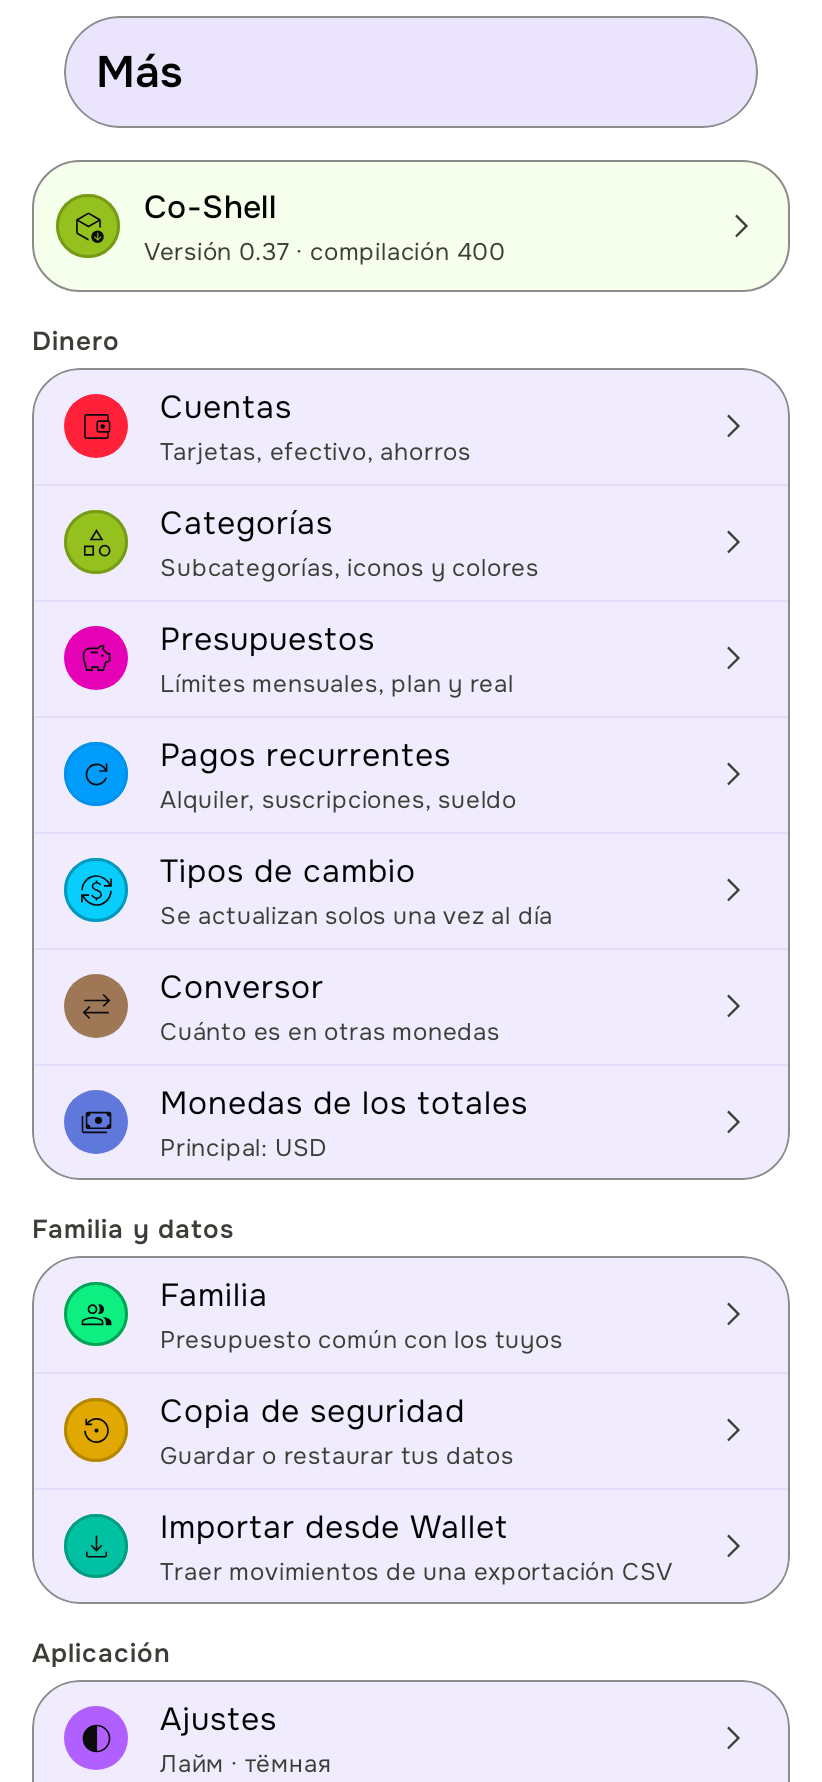 Más
Co-Shell
Versión 0.37 · compilación 400
Dinero
Cuentas
Tarjetas, efectivo, ahorros
Categorías
Subcategorías, iconos y colores
Presupuestos
Límites mensuales, plan y real
Pagos recurrentes
Alquiler, suscripciones, sueldo
Tipos de cambio
Se actualizan solos una vez al día
Conversor
Cuánto es en otras monedas
Monedas de los totales
Principal: USD
Familia y datos
Familia
Presupuesto común con los tuyos
Copia de seguridad
Guardar o restaurar tus datos
Importar desde Wallet
Traer movimientos de una exportación CSV
Aplicación
Ajustes
Лайм · тёмная